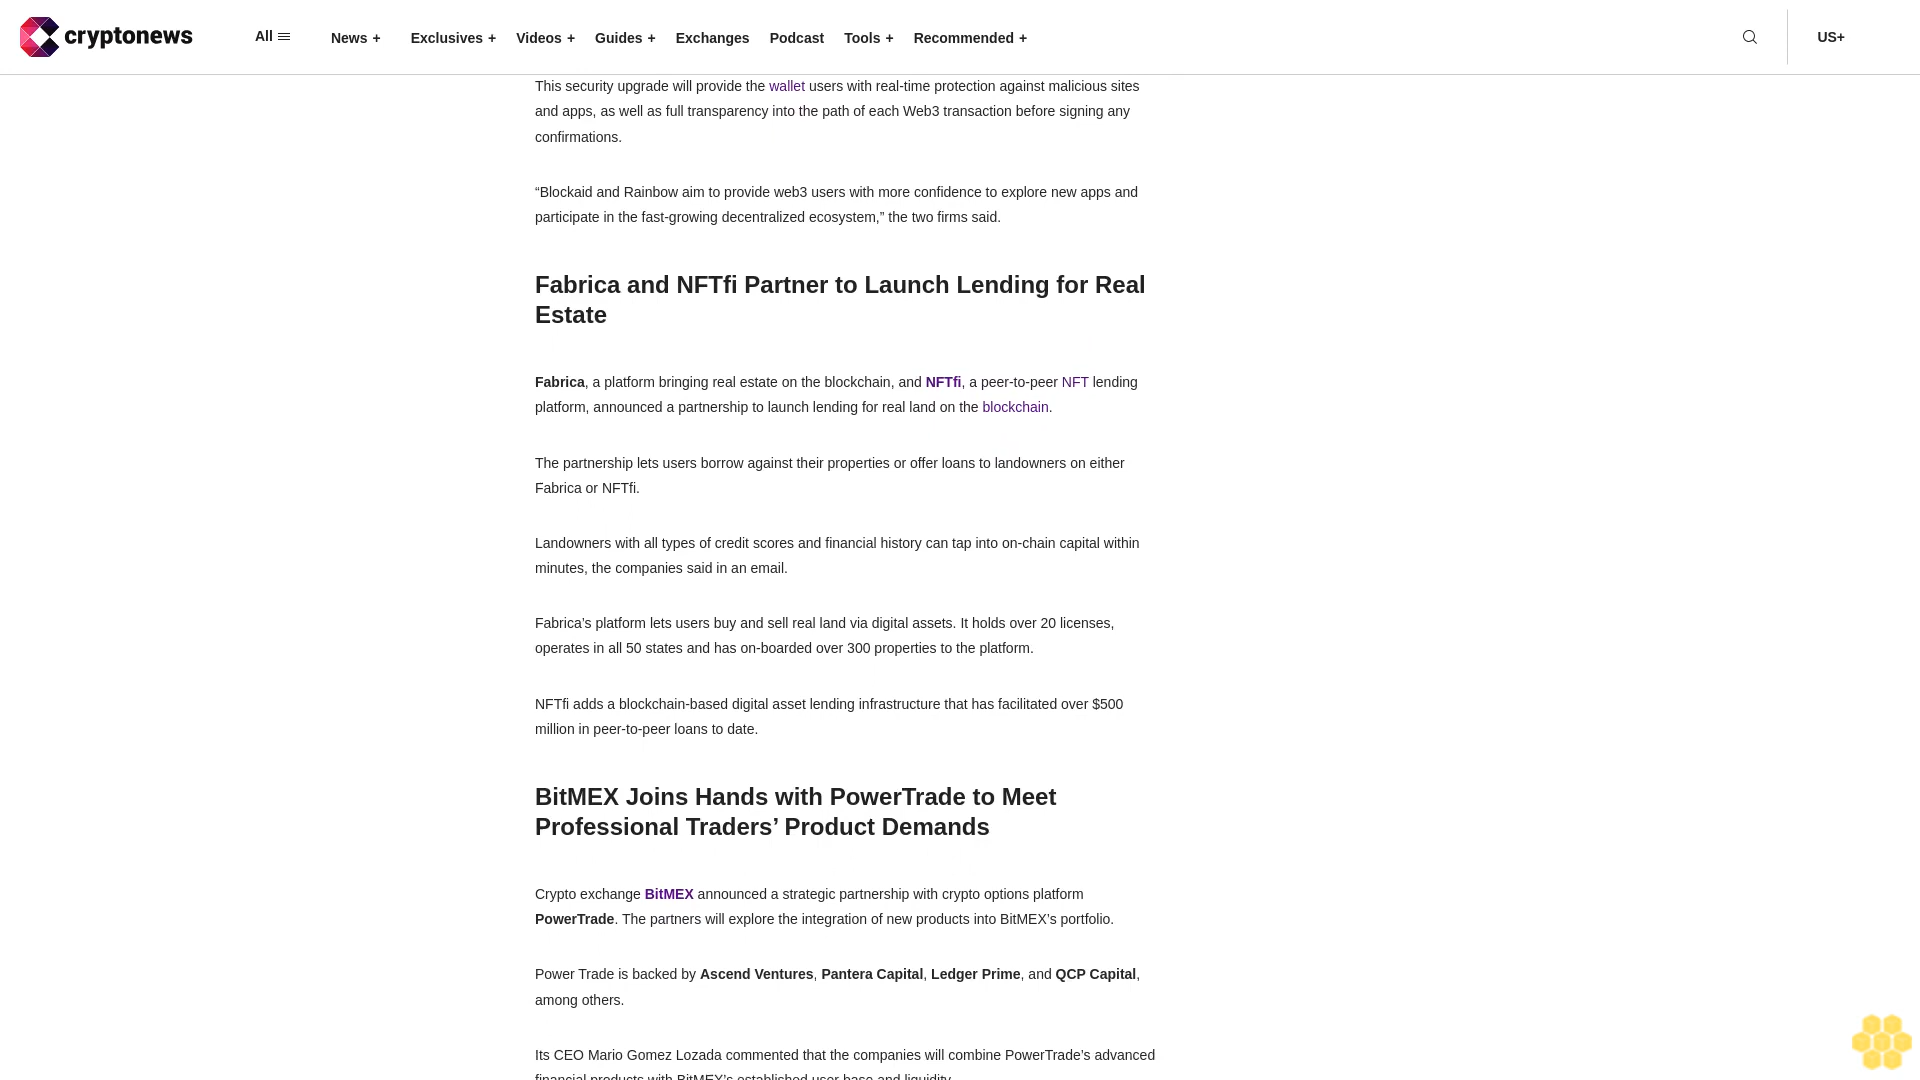 cryptonews
All
News +
Exclusives +
Videos +
Guides +
Exchanges
Podcast
Tools +
Recommended +
US+
This security upgrade will provide the wallet users with real-time protection against malicious sites
and apps, as well as full transparency into the path of each Web3 transaction before signing any
confirmations.
“Blockaid and Rainbow aim to provide web3 users with more confidence to explore new apps and
participate in the fast-growing decentralized ecosystem,” the two firms said.
Fabrica and NFTfi Partner to Launch Lending for Real
Estate
Fabrica, a platform bringing real estate on the blockchain, and NFTfi, a peer-to-peer NFT lending
platform, announced a partnership to launch lending for real land on the blockchain.
The partnership lets users borrow against their properties or offer loans to landowners on either
Fabrica or NFTfi.
Landowners with all types of credit scores and financial history can tap into on-chain capital within
minutes, the companies said in an email.
Fabrica’s platform lets users buy and sell real land via digital assets. It holds over 20 licenses,
operates in all 50 states and has on-boarded over 300 properties to the platform.
NFTfi adds a blockchain-based digital asset lending infrastructure that has facilitated over $500
million in peer-to-peer loans to date.
BitMEX Joins Hands with PowerTrade to Meet
Professional Traders’ Product Demands
Crypto exchange BitMEX announced a strategic partnership with crypto options platform
PowerTrade. The partners will explore the integration of new products into BitMEX’s portfolio.
Power Trade is backed by Ascend Ventures, Pantera Capital, Ledger Prime, and QCP Capital,
among others.
Its CEO Mario Gomez Lozada commented that the companies will combine PowerTrade’s advanced
financial products with BitMEX’s established user base and liquidity.